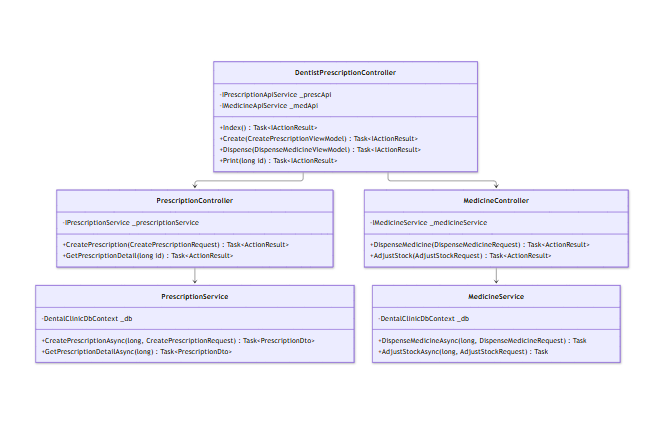 DentistPrescriptionController
-IPrescriptionApiService _prescApi
-IMedicineApiService _medApi
+Index() : Task<IActionResult>
+Create(CreatePrescriptionViewModel) : Task<IActionResult>
+Dispense(DispenseMedicineViewModel) : Task<IActionResult>
+Print(long id) : Task<IActionResult>
PrescriptionController
-IPrescriptionService _prescriptionService
+CreatePrescription(CreatePrescriptionRequest) : Task<ActionResult>
+GetPrescriptionDetail(long id) : Task<ActionResult>
MedicineController
-IMedicineService _medicineService
+DispenseMedicine(DispenseMedicineRequest) : Task<ActionResult>
+AdjustStock(AdjustStockRequest) : Task<ActionResult>
PrescriptionService
-DentalClinicDbContext _db
+CreatePrescriptionAsync(long, CreatePrescriptionRequest) : Task<PrescriptionDto>
+GetPrescriptionDetailAsync(long) : Task<PrescriptionDto>
MedicineService
-DentalClinicDbContext _db
+DispenseMedicineAsync(long, DispenseMedicineRequest) : Task
+AdjustStockAsync(long, AdjustStockRequest) : Task